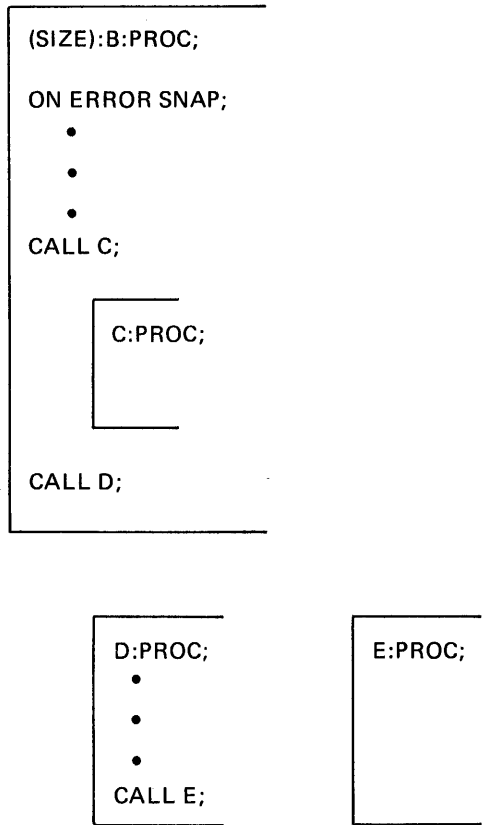 (SIZE):B:PROC;
ON ERROR SNAP;
•
•
•
CALL C;
C:PROC;
CALL D;
D:PROC;
•
•
•
CALL E;
E:PROC;